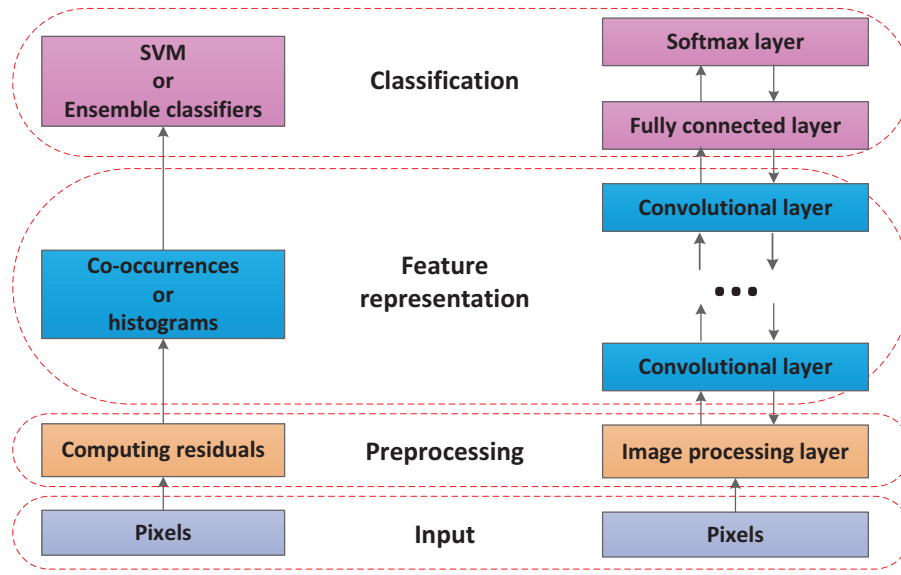 SVM
or
Ensemble classifiers
Classification
Softmax layer
Fully connected layer
Co-occurrences
or
histograms
Feature
representation
Convolutional layer
...
Convolutional layer
Computing residuals
Preprocessing
Image processing layer
Pixels
Input
Pixels